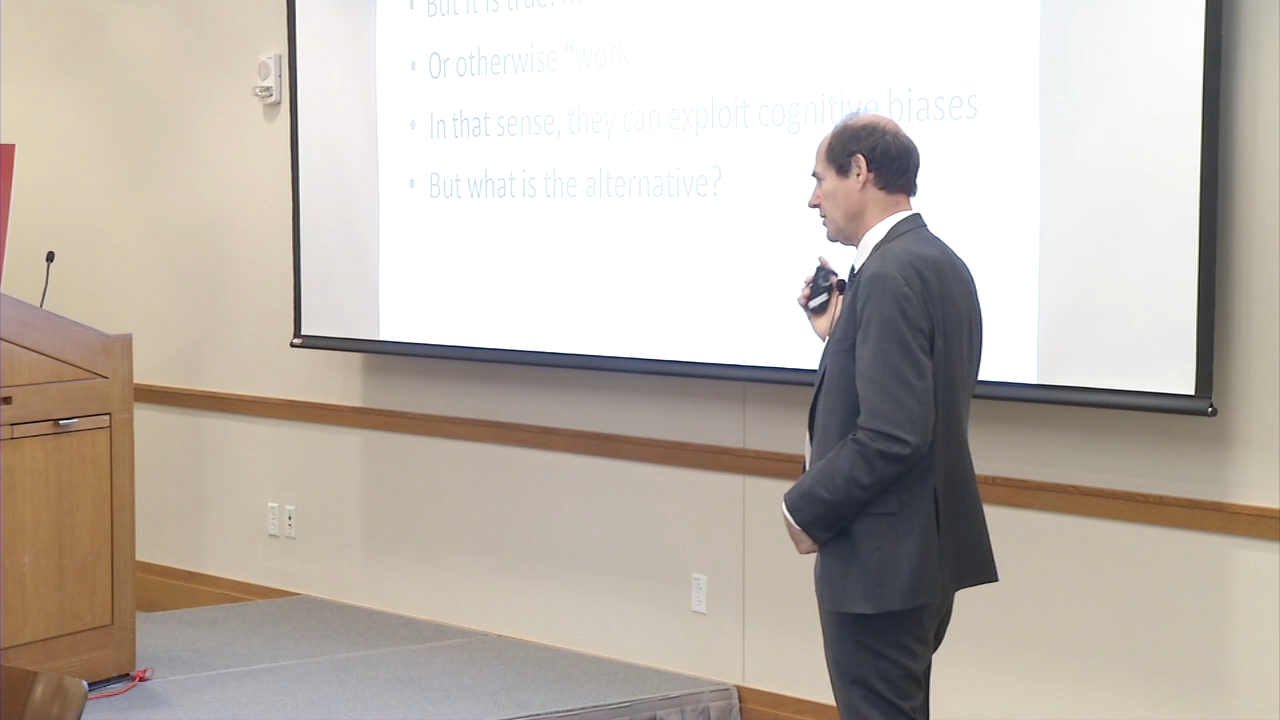 • But it is true:
• Or otherwise “work”
• In that sense, they can exploit cognitive biases
• But what is the alternative?